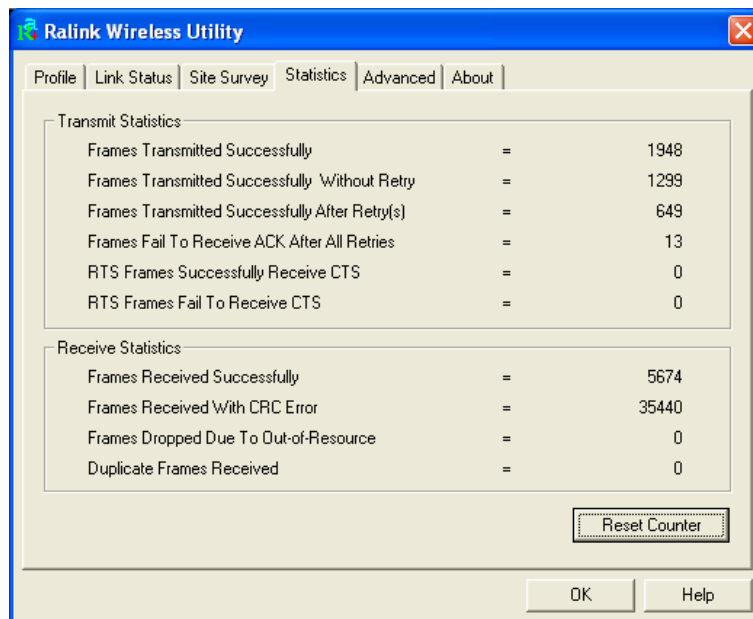 Ralink Wireless Utility
Profile Link Status Site Survey Statistics Advanced About
Transmit Statistics
Frames Transmitted Successfully = 1948
Frames Transmitted Successfully Without Retry = 1299
Frames Transmitted Successfully After Retry(s) = 649
Frames Fail To Receive ACK After All Retries = 13
RTS Frames Successfully Receive CTS = 0
RTS Frames Fail To Receive CTS = 0
Receive Statistics
Frames Received Successfully = 5674
Frames Received With CRC Error = 35440
Frames Dropped Due To Out-of-Resource = 0
Duplicate Frames Received = 0
Reset Counter
OK Help